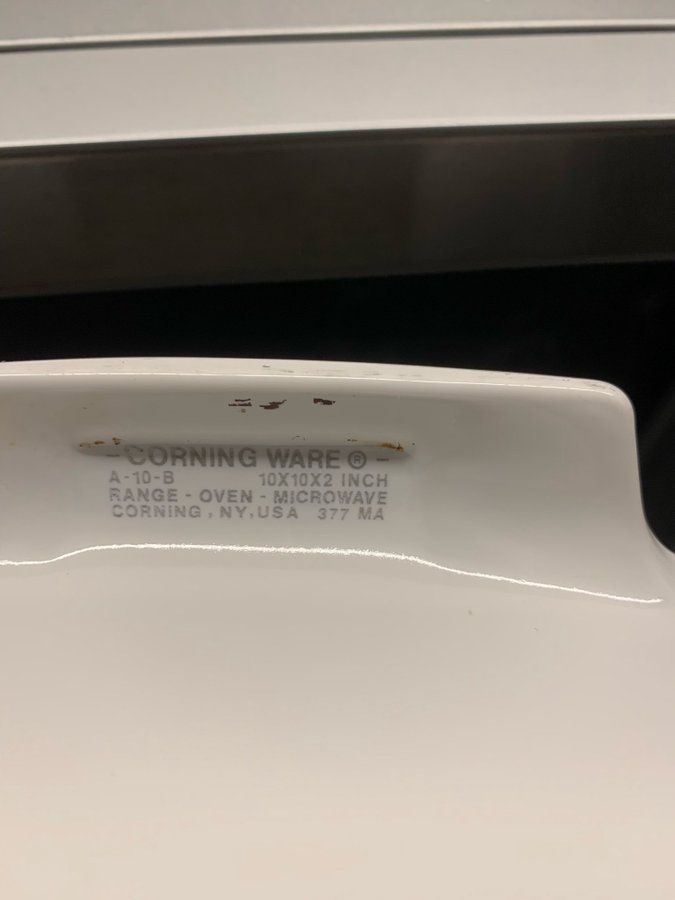 -CORNING WARE ® -
A-10-B 10X10X2 INCH
RANGE - OVEN - MICROWAVE
CORNING, NY, USA 377 MA